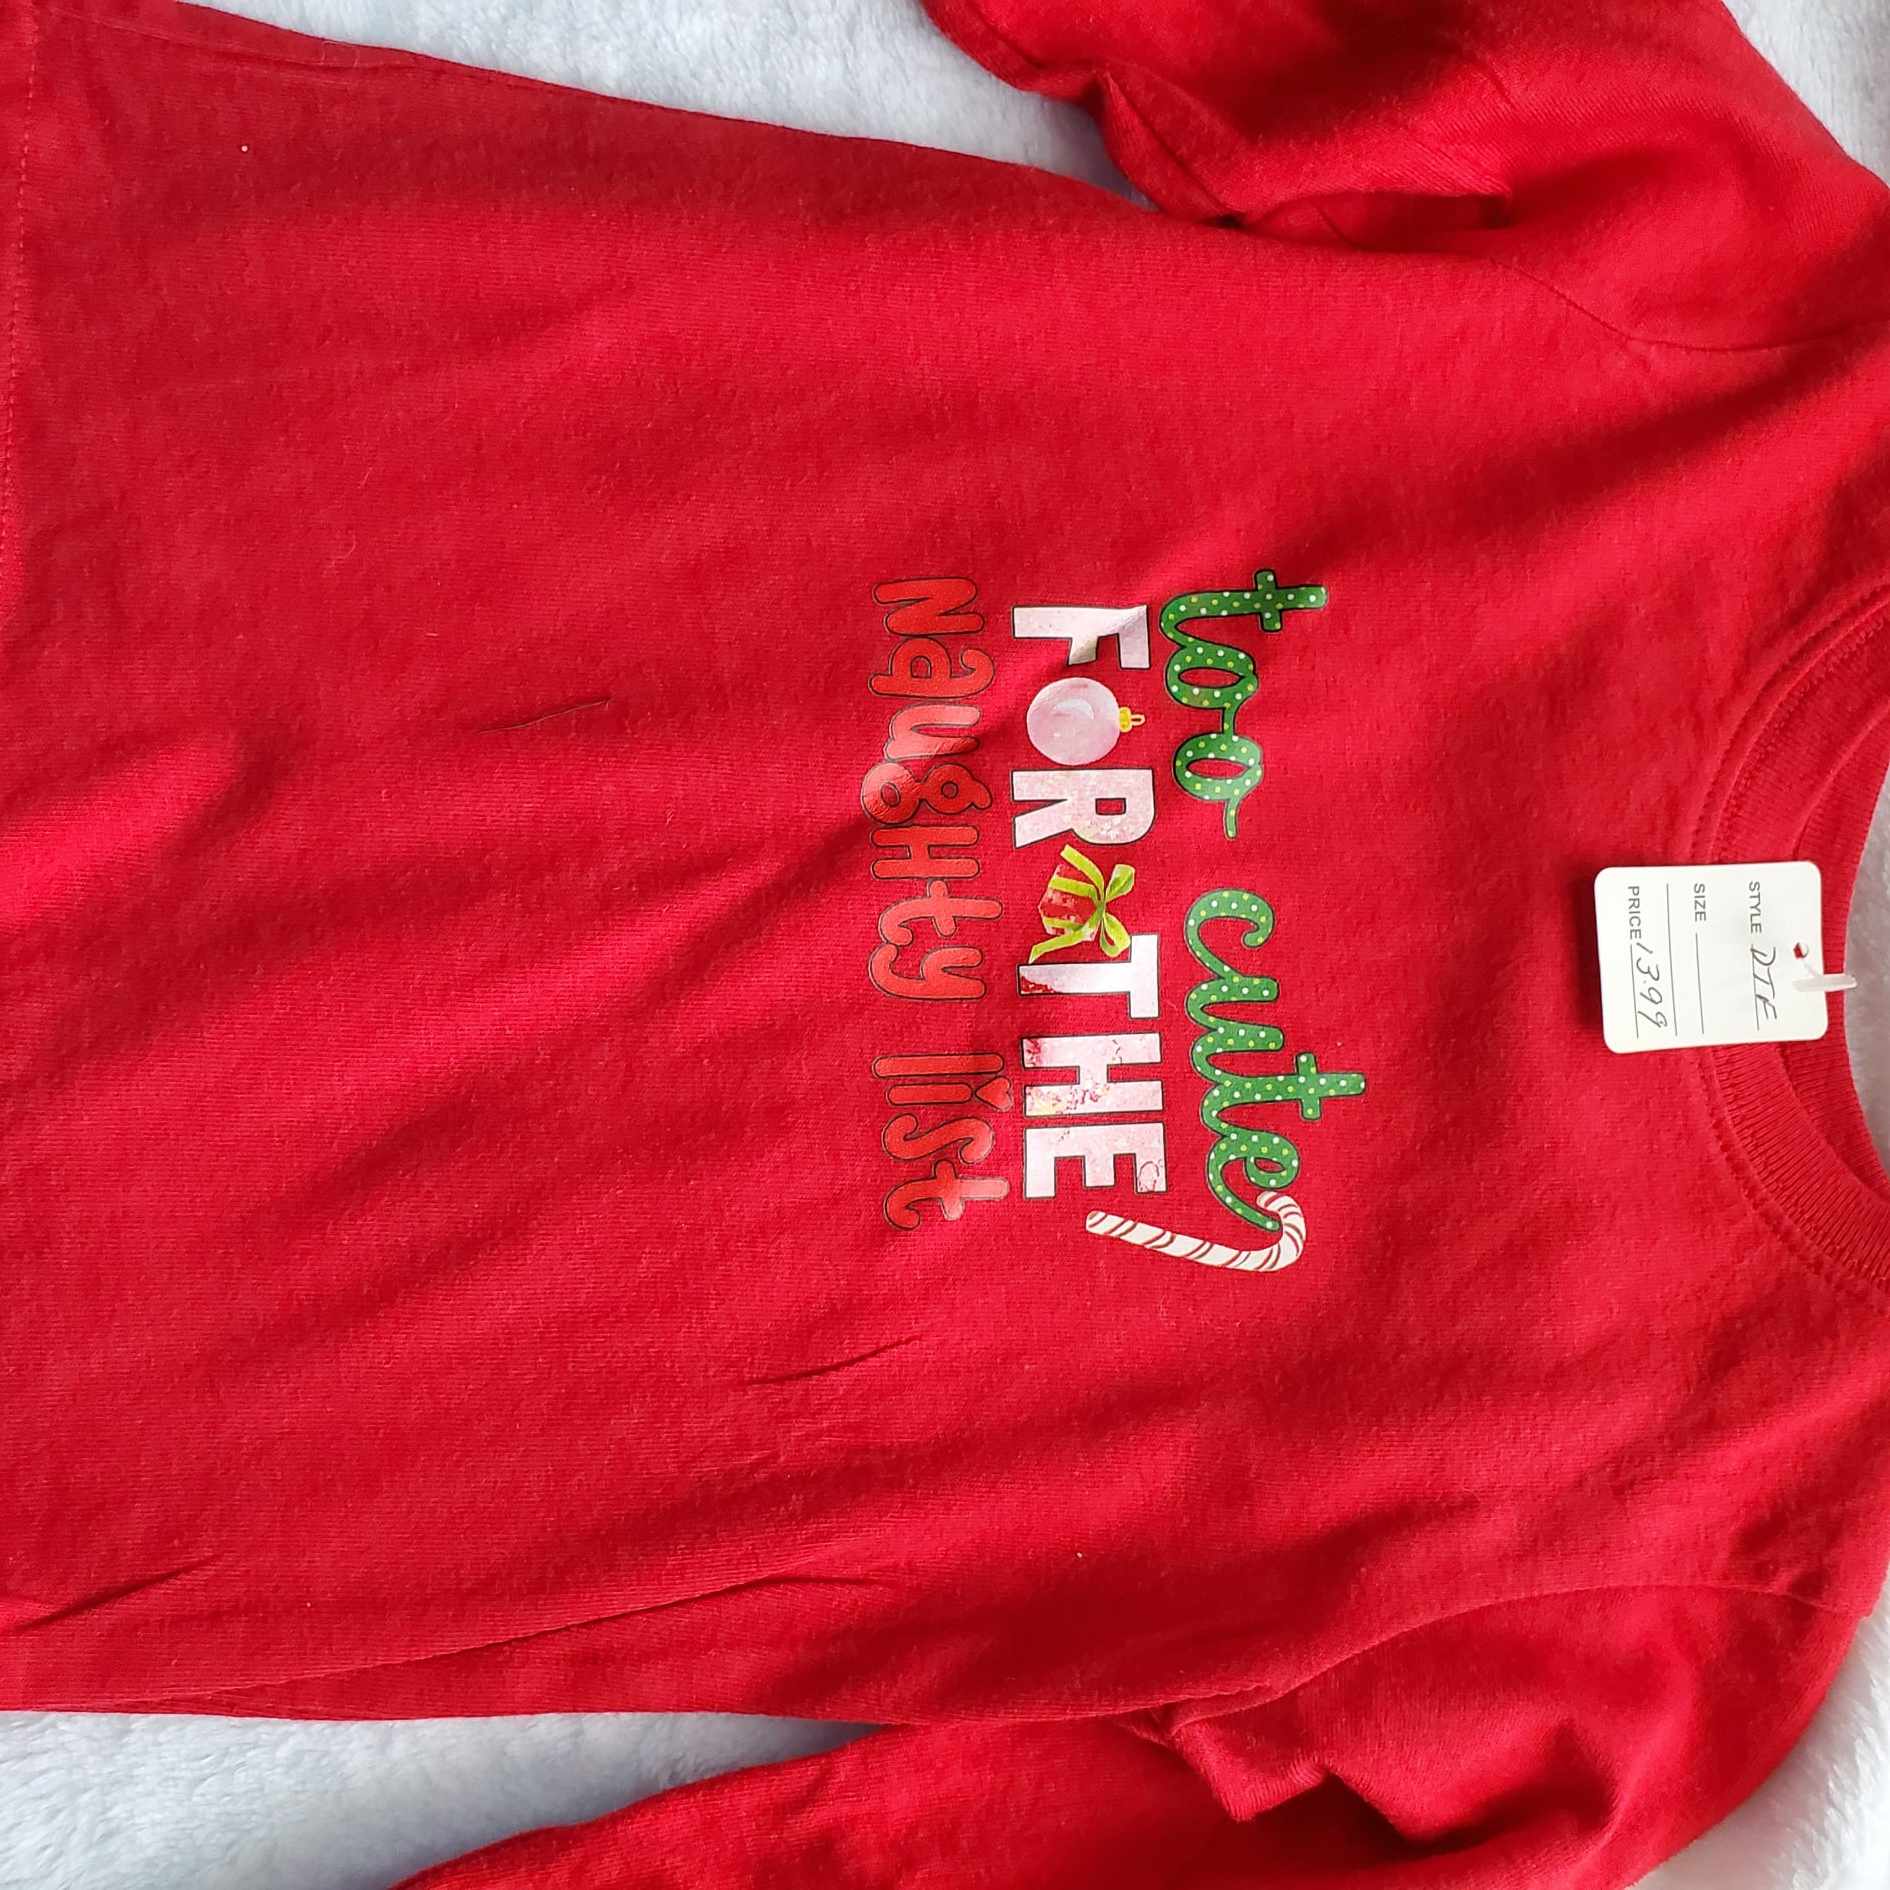 too cute
FOR THE
NaugHty list
STYLE DTF
SIZE
PRICE 13.99